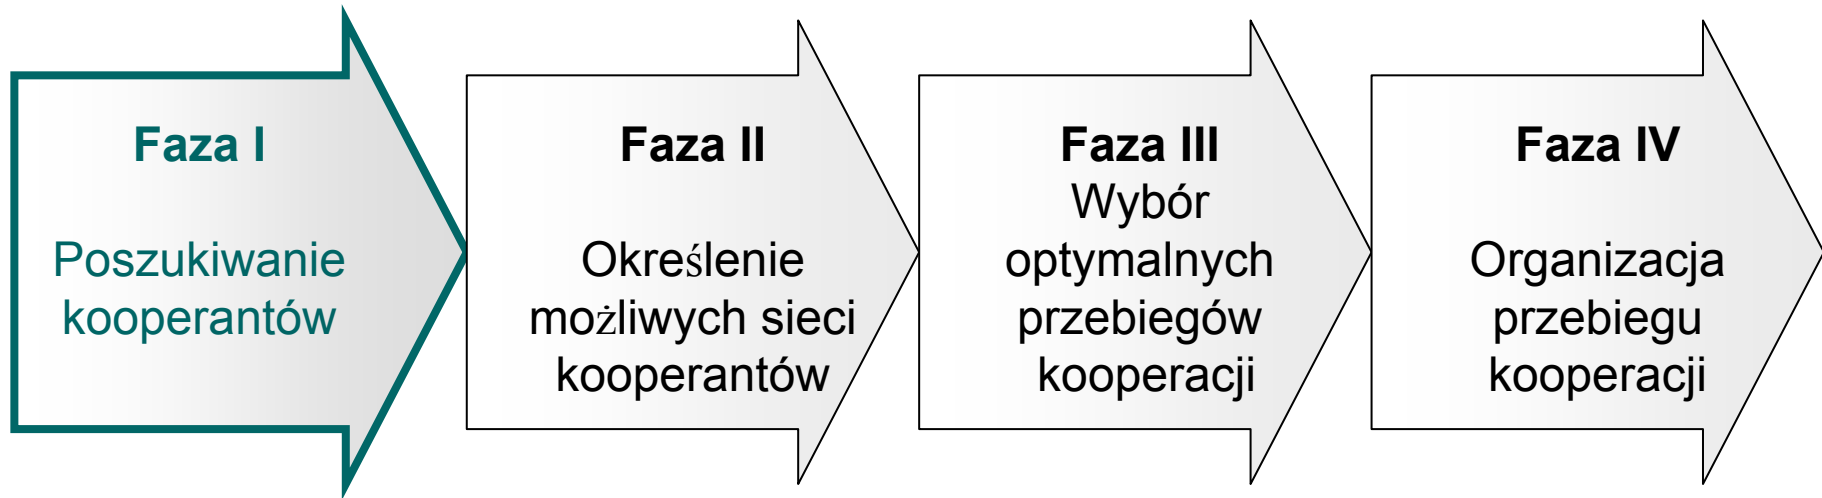 Faza I
Poszukiwanie
kooperantów
Faza II
Określenie
możliwych sieci
kooperantów
Faza III
Wybór
optymalnych
przebiegów
kooperacji
Faza IV
Organizacja
przebiegu
kooperacji